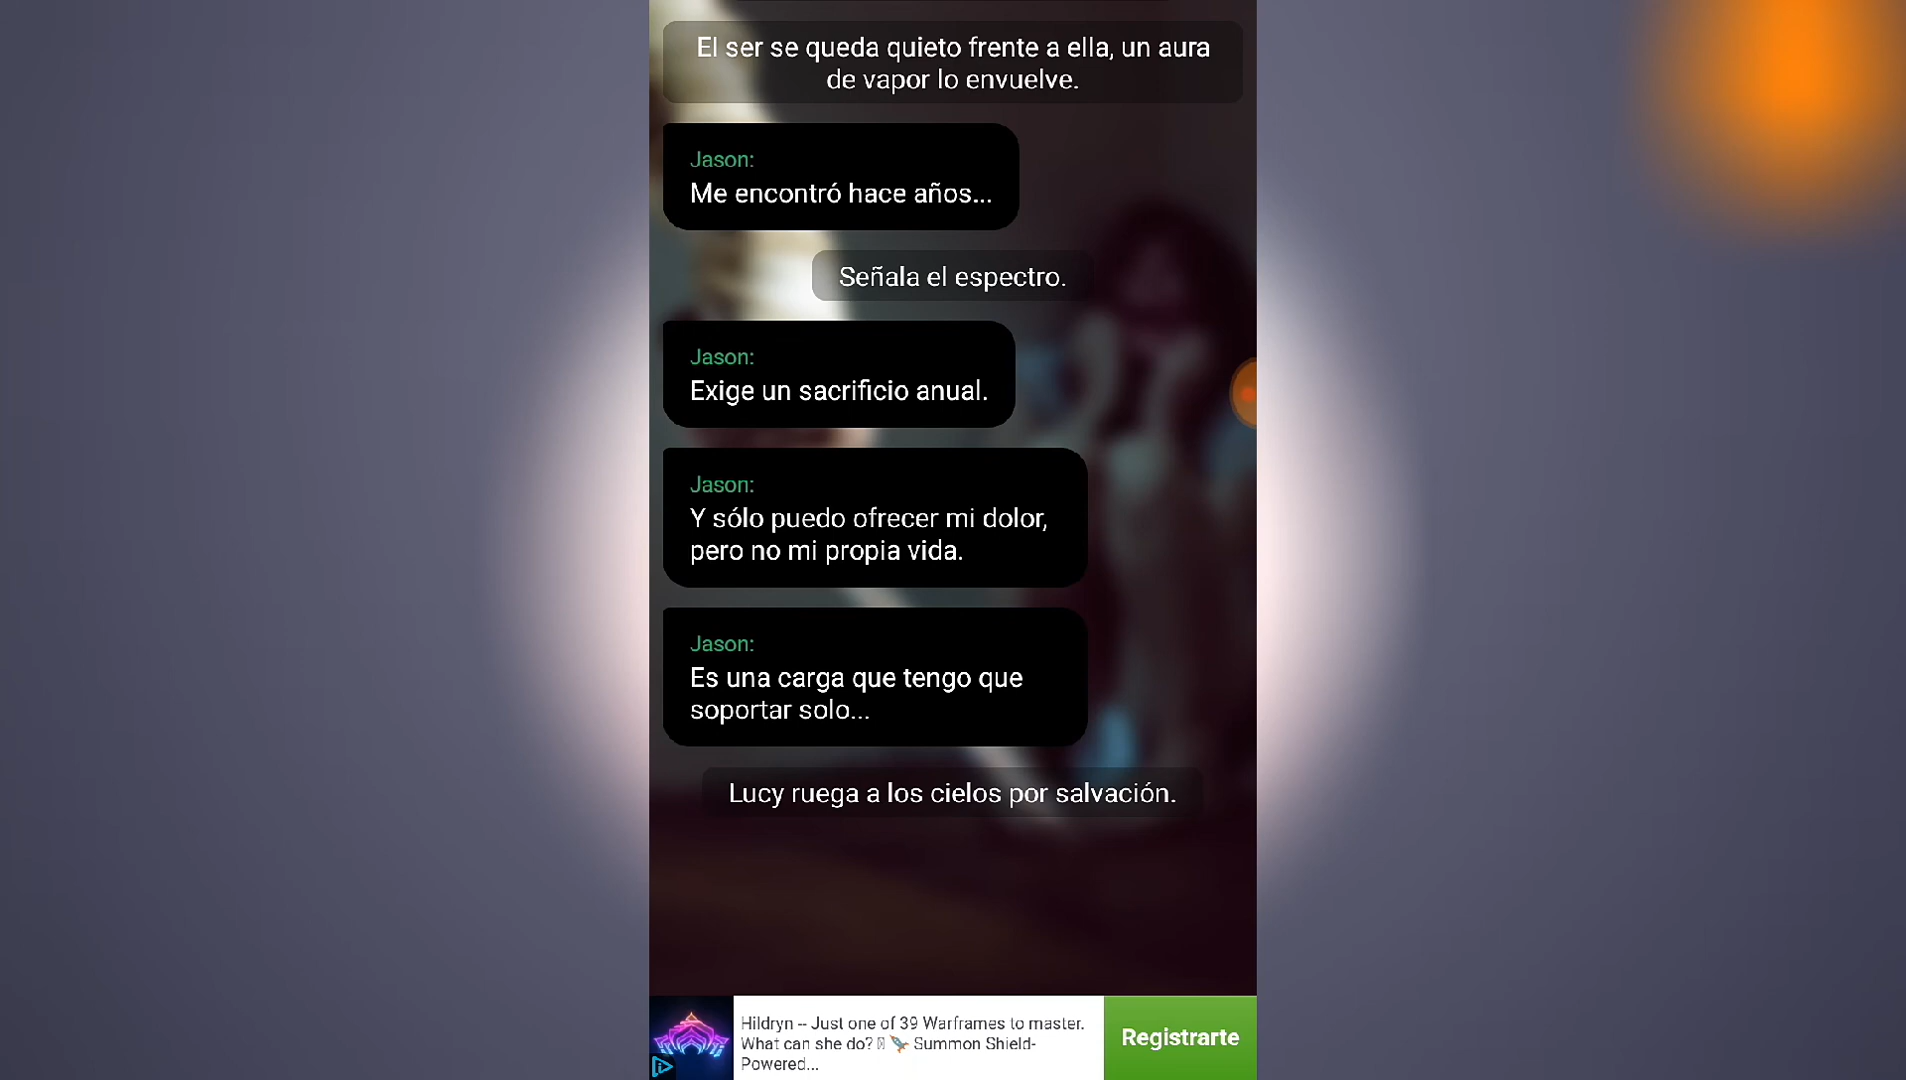 El ser se queda quieto frente a ella, un aura
de vapor lo envuelve.
Jason:
Me encontró hace años...
Señala el espectro.
Jason:
Exige un sacrificio anual.
Jason:
Y sólo puedo ofrecer mi dolor,
pero no mi propia vida.
Jason:
Es una carga que tengo que
soportar solo...
Lucy ruega a los cielos por salvación.
Hildryn -- Just one of 39 Warframes to master.
What can she do? 🚀 Summon Shield-
Powered...
Registrarte